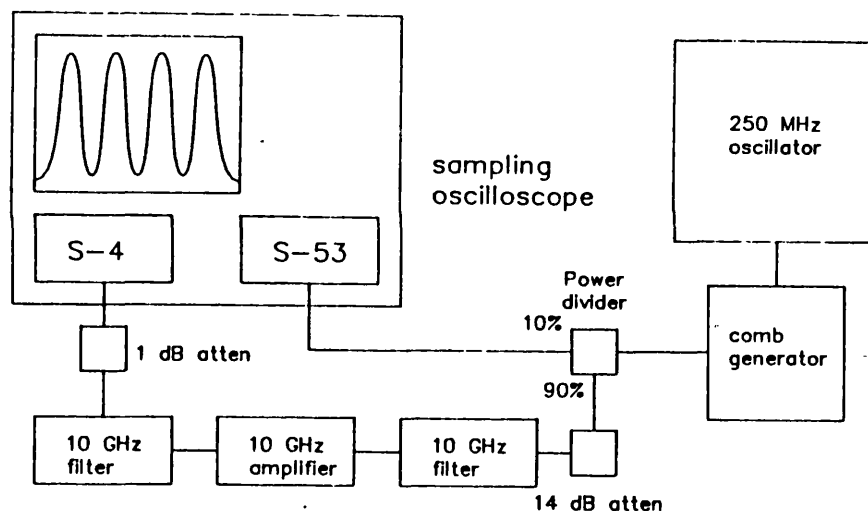 250 MHz
oscillator
sampling
oscilloscope
S-4
S-53
Power
divider
10%
comb
generator
1 dB atten
90%
10 GHz
filter
10 GHz
amplifier
10 GHz
filter
14 dB atten